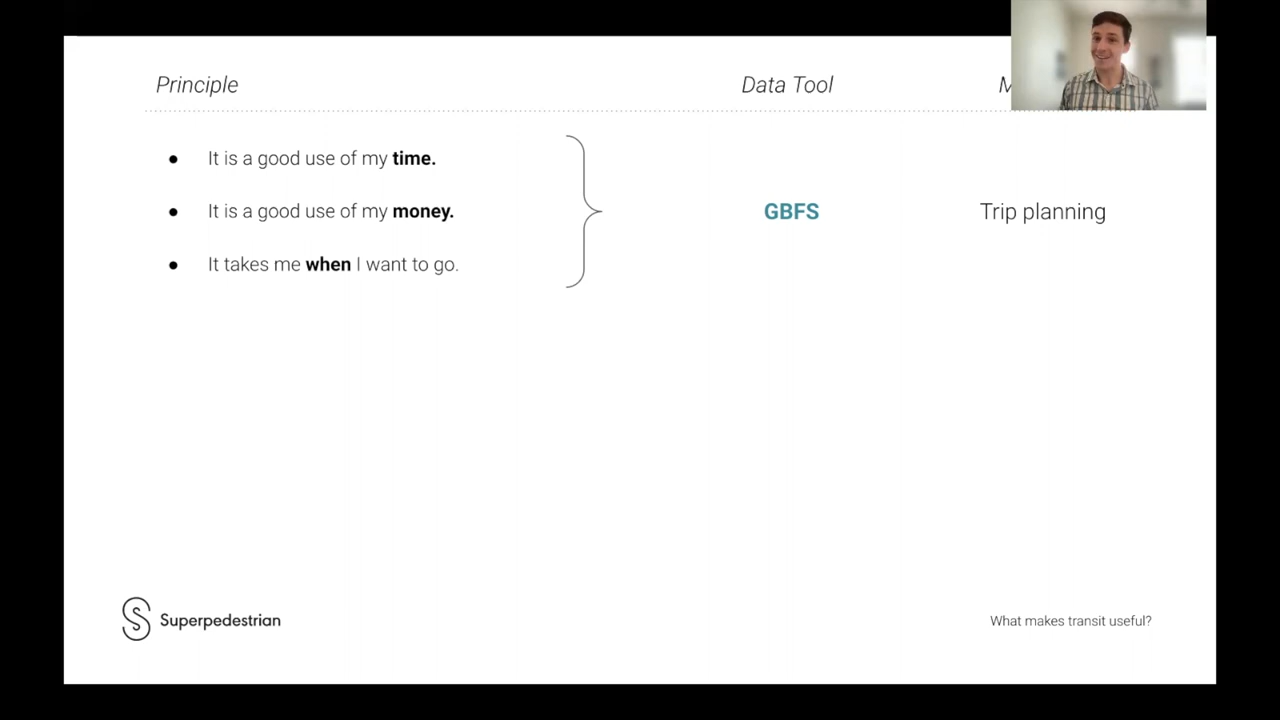 Principle Data Tool
It is a good use of my time.
It is a good use of my money.
It takes me when I want to go.
GBFS
Trip planning
Superpedestrian
What makes transit useful?